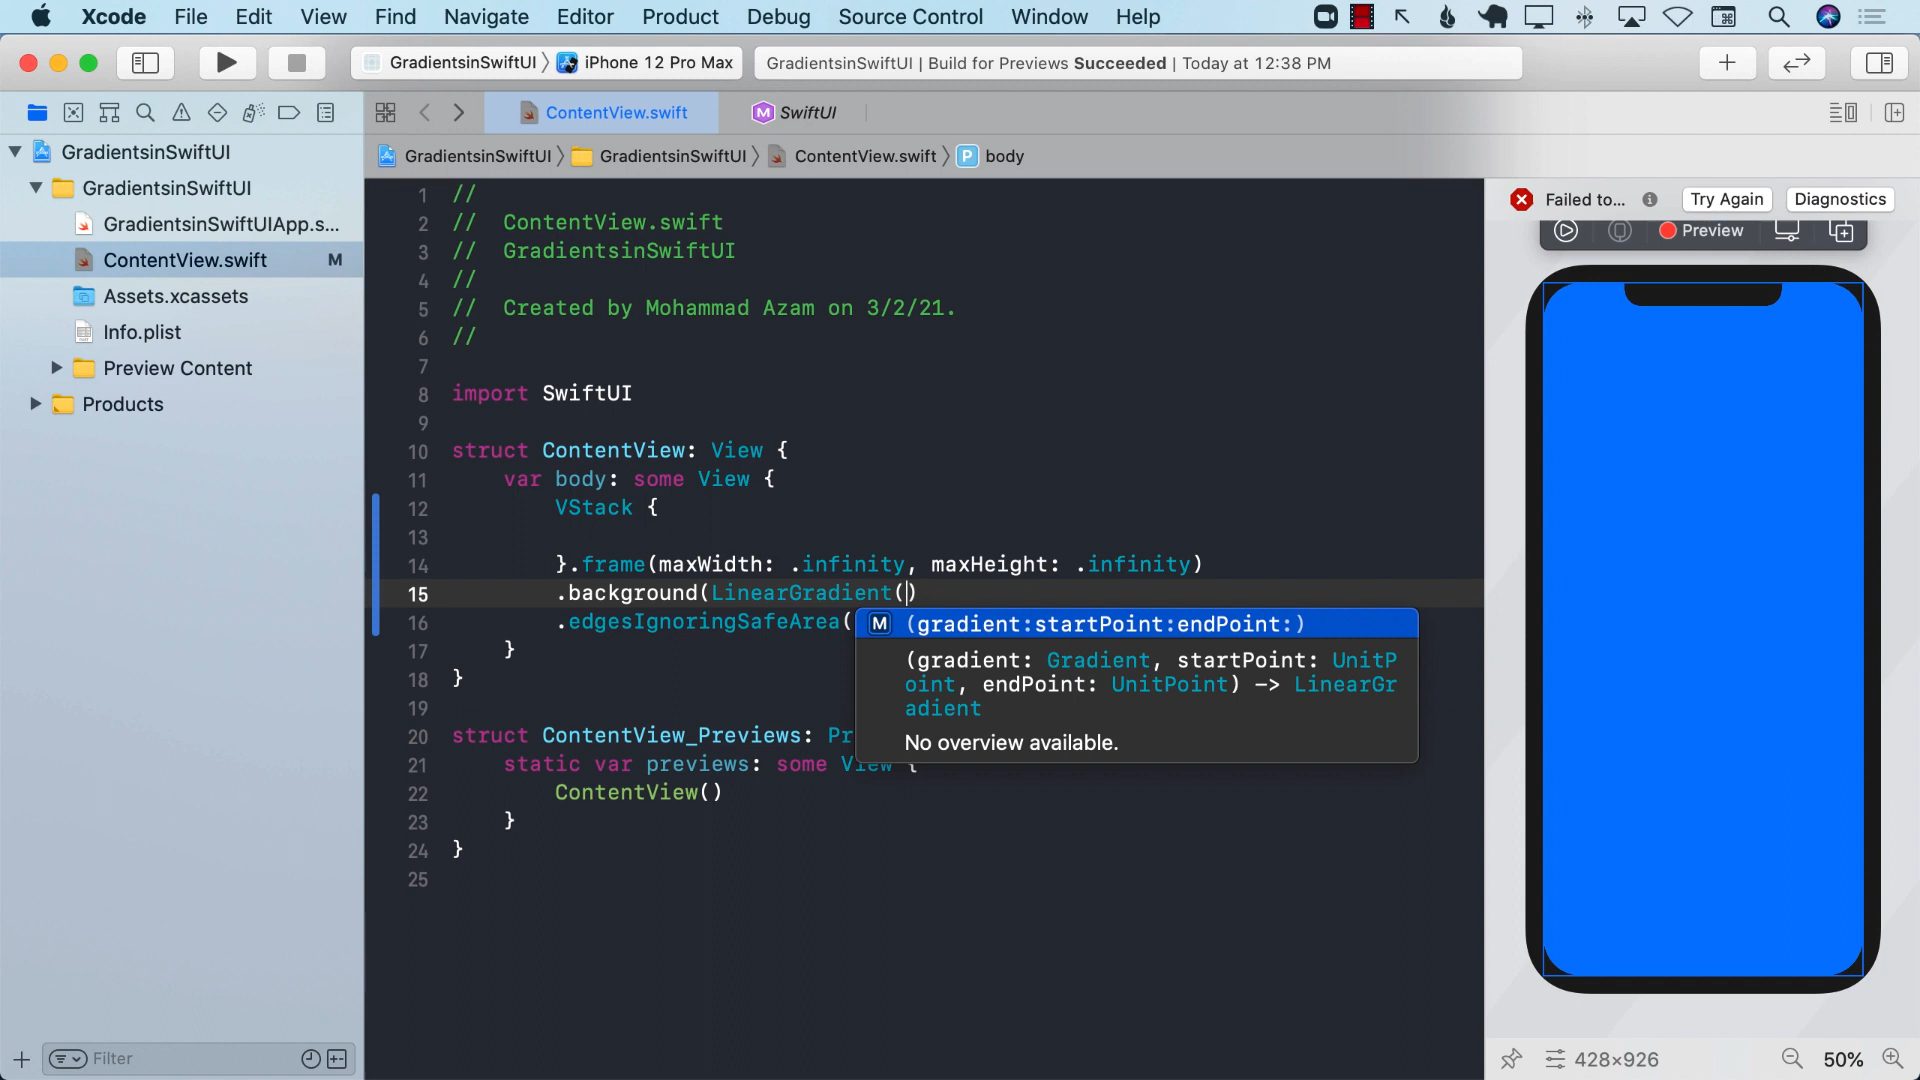 Xcode File Edit View Find Navigate Editor Product Debug Source Control Window Help
GradientsinSwiftUI iPhone 12 Pro Max
GradientsinSwiftUI | Build for Previews Succeeded | Today at 12:38 PM
ContentView.swift
M SwiftUI
GradientsinSwiftUI
GradientsinSwiftUI
GradientsinSwiftUIApp.s...
ContentView.swift M
Assets.xcassets
Info.plist
Preview Content
Products
Filter
GradientsinSwiftUI GradientsinSwiftUI ContentView.swift P body
1 //
2 // ContentView.swift
3 // GradientsinSwiftUI
4 //
5 // Created by Mohammad Azam on 3/2/21.
6 //
7
8 import SwiftUI
9
10 struct ContentView: View {
11 var body: some View {
12 VStack {
13
14 }.frame(maxWidth: .infinity, maxHeight: .infinity)
15 .background(LinearGradient()
16 .edgesIgnoringSafeArea(
17 }
18 }
19
20 struct ContentView_Previews: Pr
21 static var previews: some View {
22 ContentView()
23 }
24 }
25
M (gradient:startPoint:endPoint:)
(gradient: Gradient, startPoint: UnitP
oint, endPoint: UnitPoint) -> LinearGr
adient
No overview available.
Failed to... Try Again Diagnostics
Preview
428×926 50%